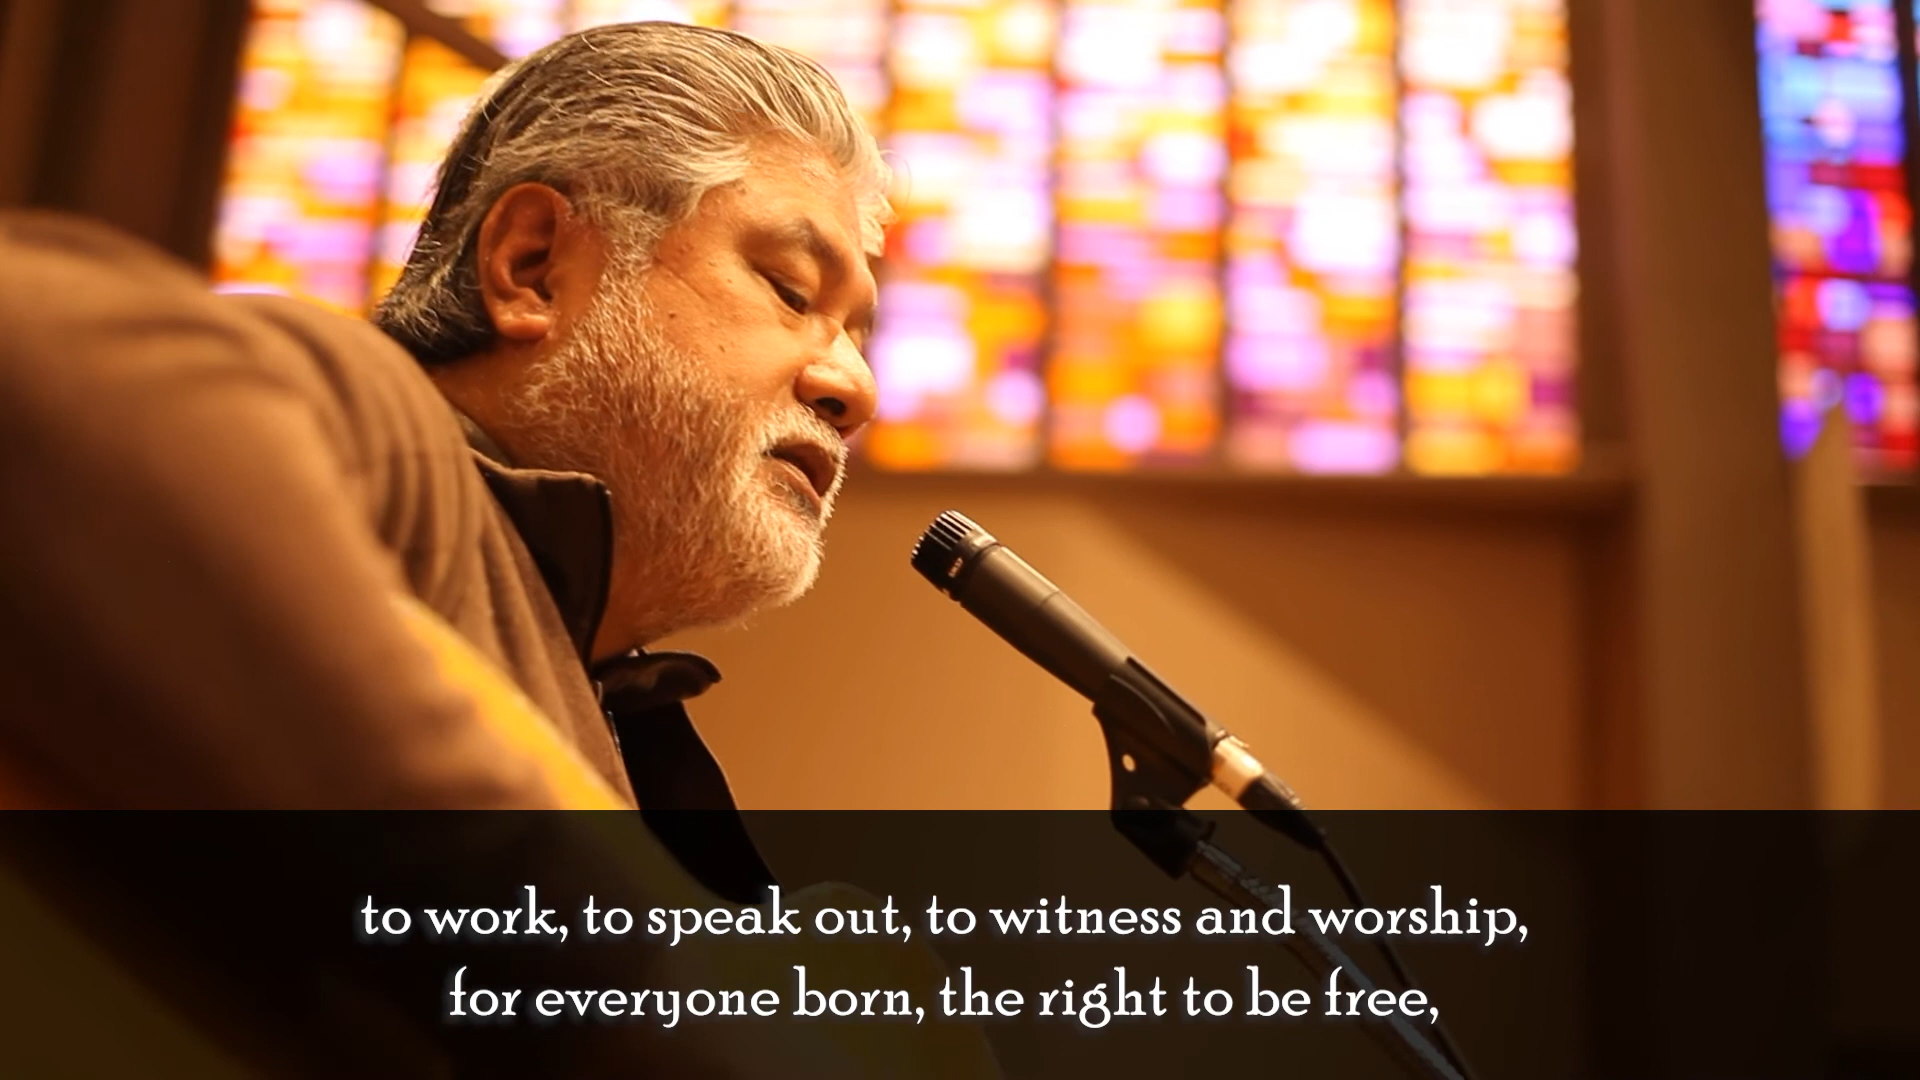 to work, to speak out, to witness and worship,
for everyone born, the right to be free,